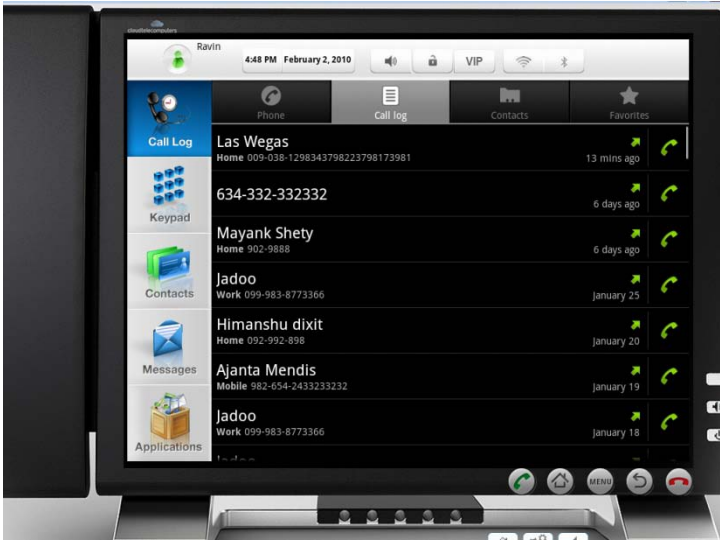 cloudtelecomputers
Ravin
4:48 PM February 2, 2010
VIP
Phone
Call log
Contacts
Favorites
Call Log
Keypad
Contacts
Messages
Applications
Las Wegas
Home 009-038-1298343798223798173981
13 mins ago
634-332-332332
6 days ago
Mayank Shety
Home 902-9888
6 days ago
Jadoo
Work 099-983-8773366
January 25
Himanshu dixit
Home 092-992-898
January 20
Ajanta Mendis
Mobile 982-654-2433233232
January 19
Jadoo
Work 099-983-8773366
January 18
Jadoo
MENU